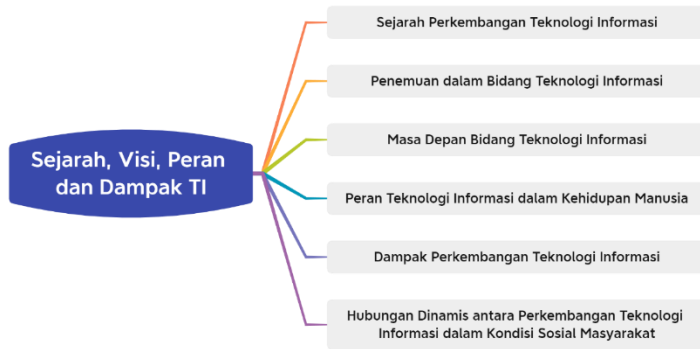 Sejarah, Visi, Peran
dan Dampak TI
Sejarah Perkembangan Teknologi Informasi
Penemuan dalam Bidang Teknologi Informasi
Masa Depan Bidang Teknologi Informasi
Peran Teknologi Informasi dalam Kehidupan Manusia
Dampak Perkembangan Teknologi Informasi
Hubungan Dinamis antara Perkembangan Teknologi
Informasi dalam Kondisi Sosial Masyarakat